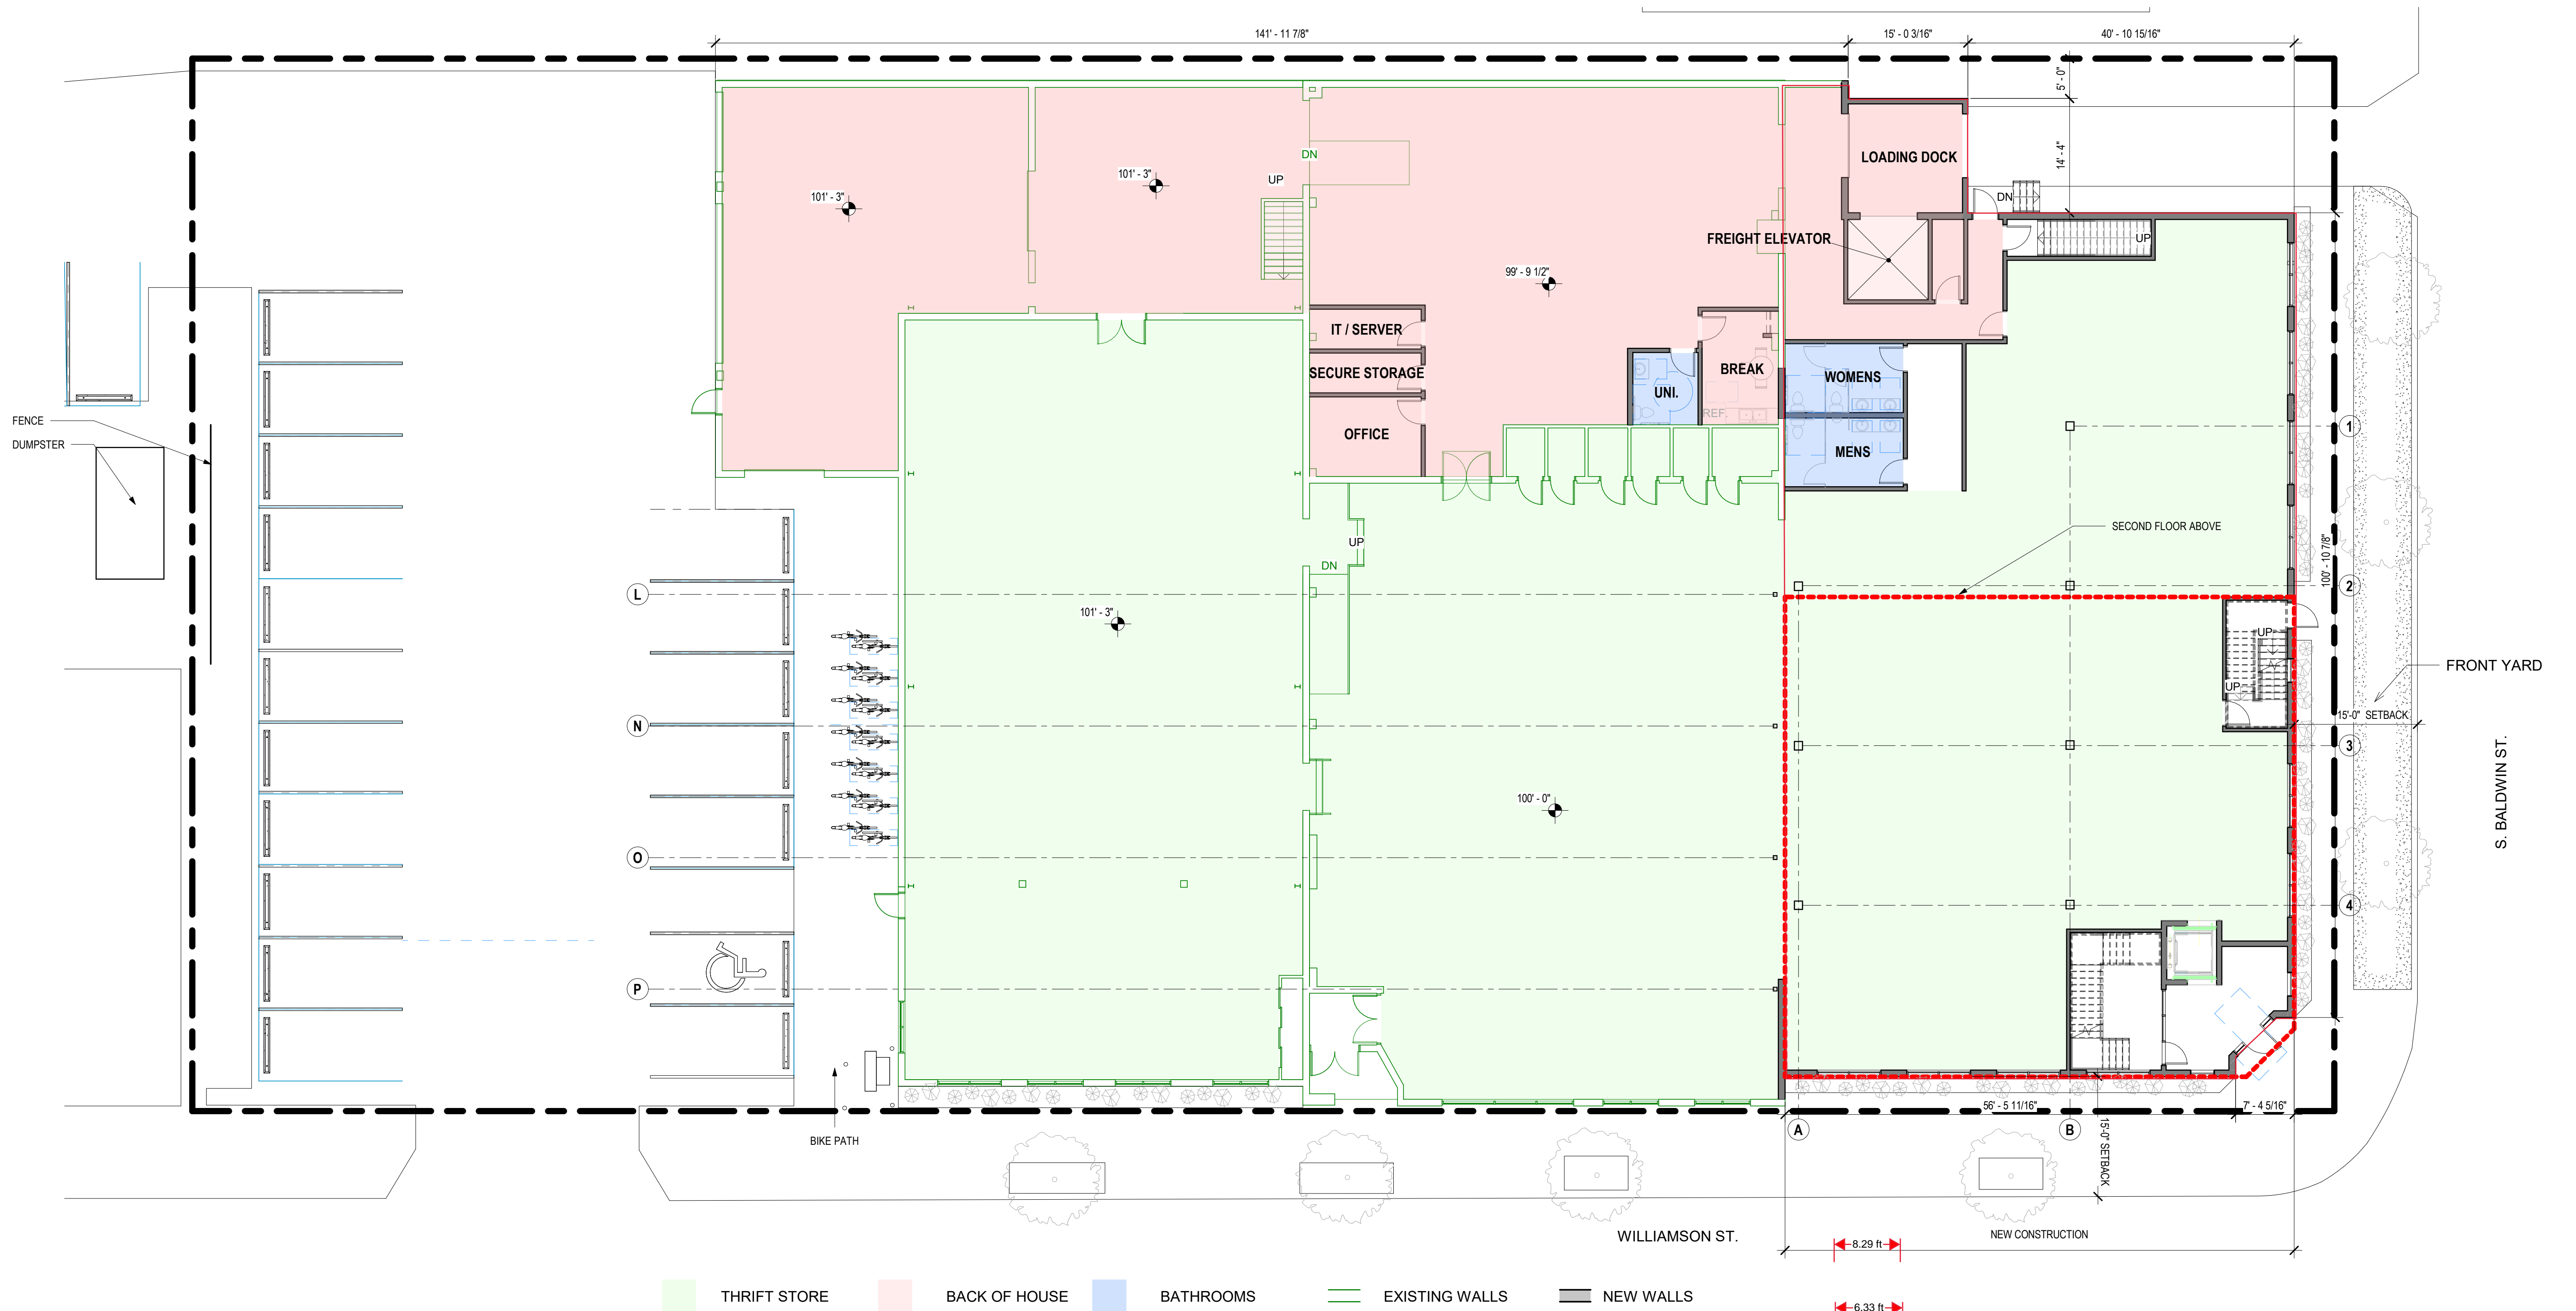 141' - 11 7/8"
15' - 0 3/16"
40' - 10 15/16"
5' - 0"
14' - 4"
LOADING DOCK
DN
UP
101' - 3"
101' - 3"
UP
DN
FREIGHT ELEVATOR
99' - 9 1/2"
IT / SERVER
SECURE STORAGE
OFFICE
UNI.
BREAK
REF.
WOMENS
MENS
FENCE
DUMPSTER
1
SECOND FLOOR ABOVE
100' - 10 7/8"
UP
DN
2
L
101' - 3"
UP
UP
FRONT YARD
15'-0" SETBACK
N
3
S. BALDWIN ST.
100' - 0"
O
4
P
BIKE PATH
56' - 5 11/16"
7' - 4 5/16"
A
B
15'-0" SETBACK
WILLIAMSON ST.
NEW CONSTRUCTION
8.29 ft
THRIFT STORE
BACK OF HOUSE
BATHROOMS
EXISTING WALLS
NEW WALLS
6.33 ft